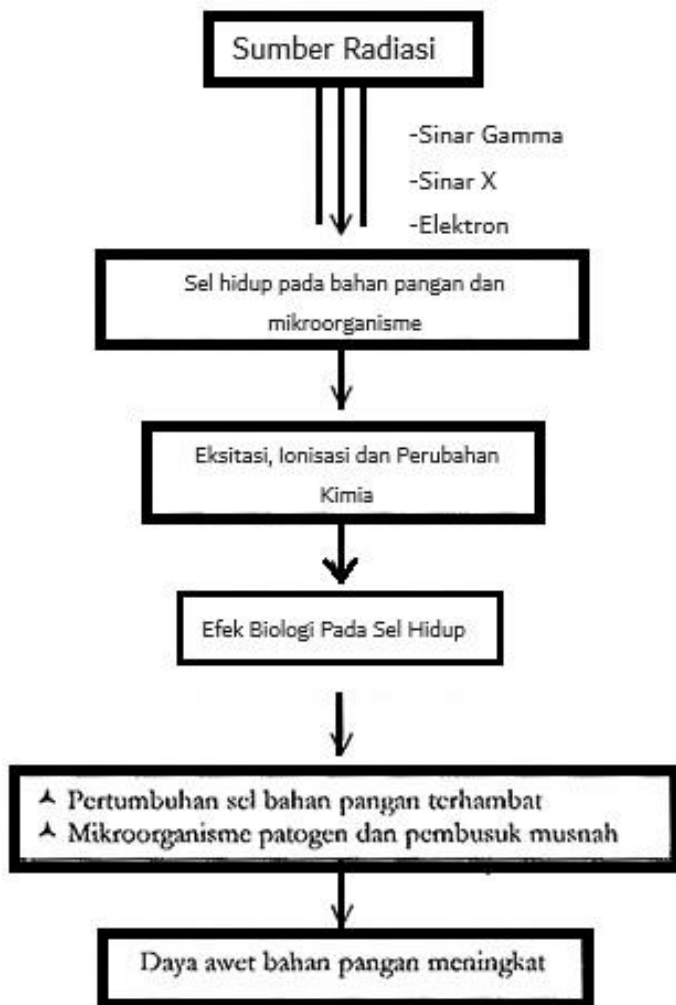 Sumber Radiasi
-Sinar Gamma
-Sinar X
-Elektron
Sel hidup pada bahan pangan dan
mikroorganisme
Eksitasi, Ionisasi dan Perubahan
Kimia
Efek Biologi Pada Sel Hidup
Pertumbuhan sel bahan pangan terhambat
Mikroorganisme patogen dan pembusuk musnah
Daya awet bahan pangan meningkat